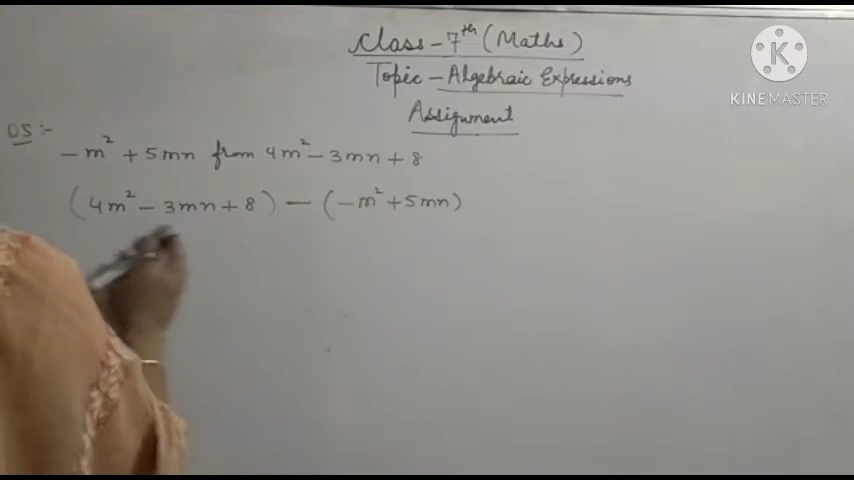 Class - 7th (Maths)
Topic - Algebraic Expressions
Assignment
Q5:-
-m² + 5mn from 4m² - 3mn + 8
(4m² - 3mn + 8) - (-m² + 5mn)
K
KINEMASTER